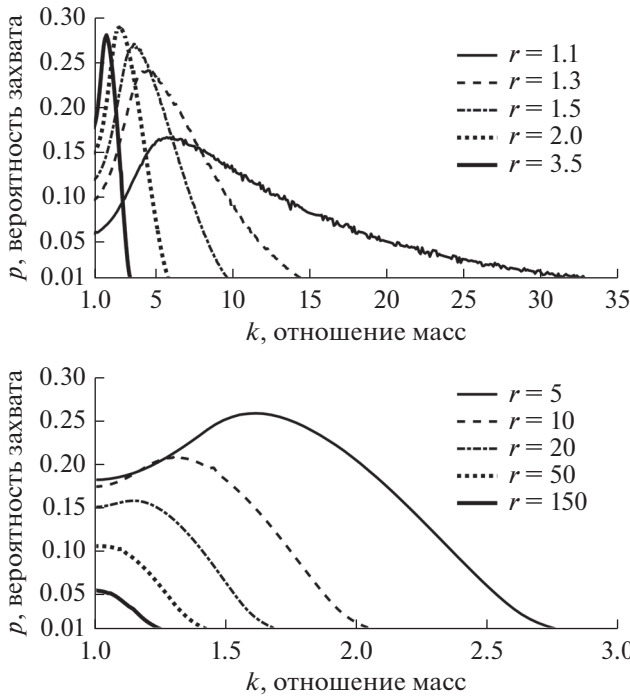 p, вероятность захвата
0.30
0.25
0.20
0.15
0.10
0.05
0.01
r = 1.1
r = 1.3
r = 1.5
r = 2.0
r = 3.5
1.0 5 10 15 20 25 30 35
k, отношение масс
p, вероятность захвата
0.30
0.20
0.20
0.15
0.10
0.05
0.01
r = 5
r = 10
r = 20
r = 50
r = 150
1.0 1.5 2.0 2.5 3.0
k, отношение масс